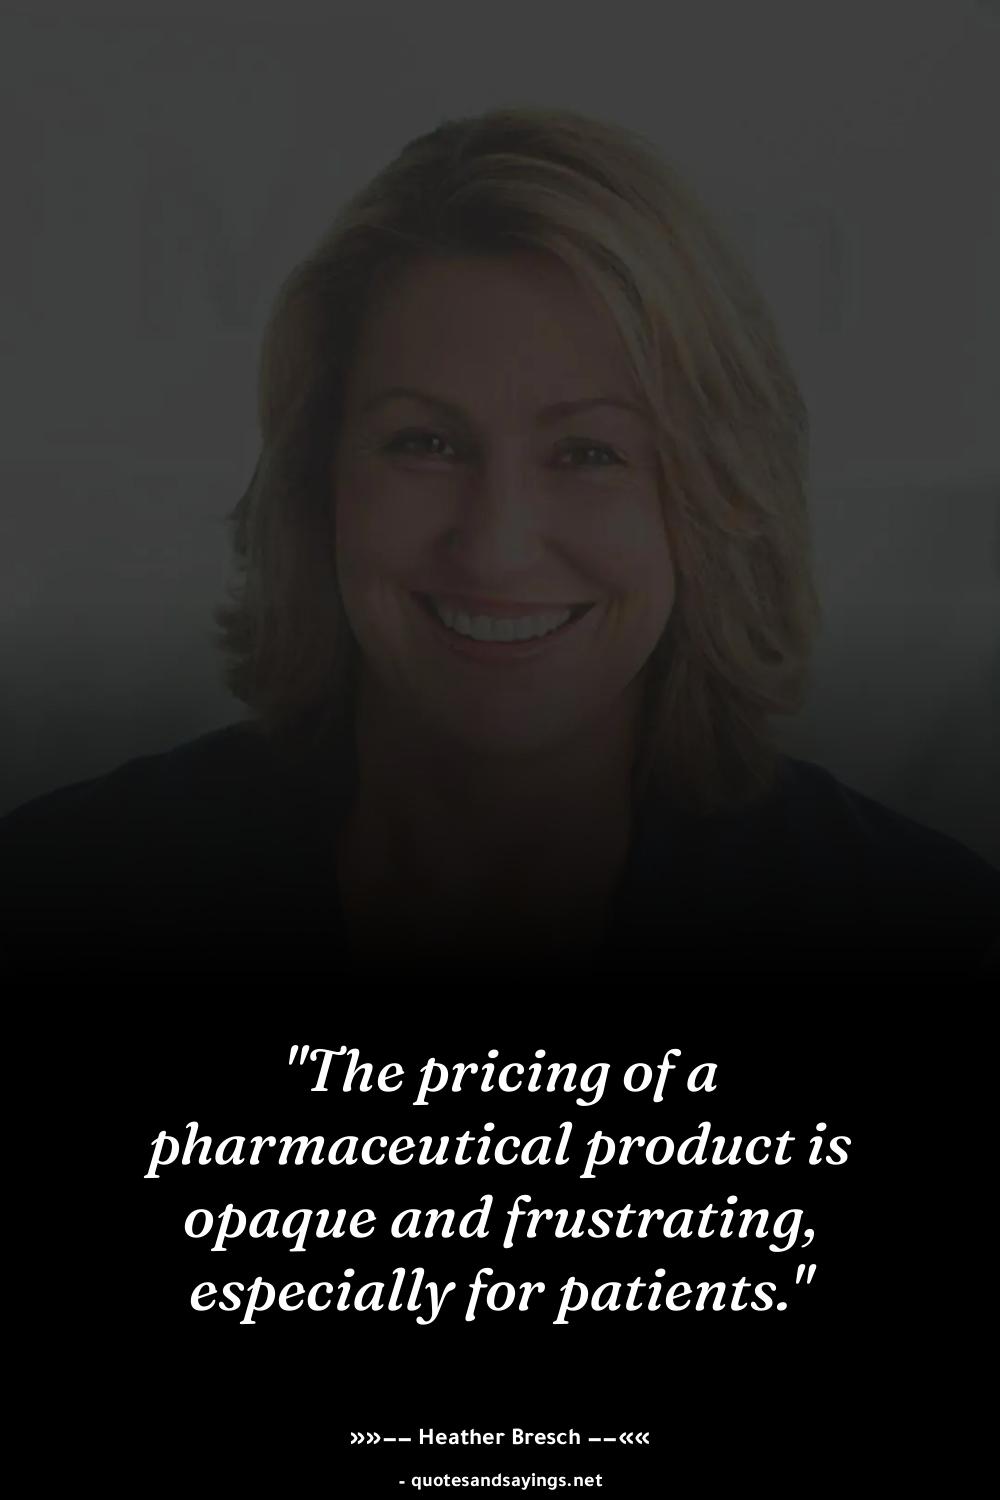 "The pricing of a
pharmaceutical product is
opaque and frustrating,
especially for patients."
»»–– Heather Bresch ––««
- quotesandsayings.net